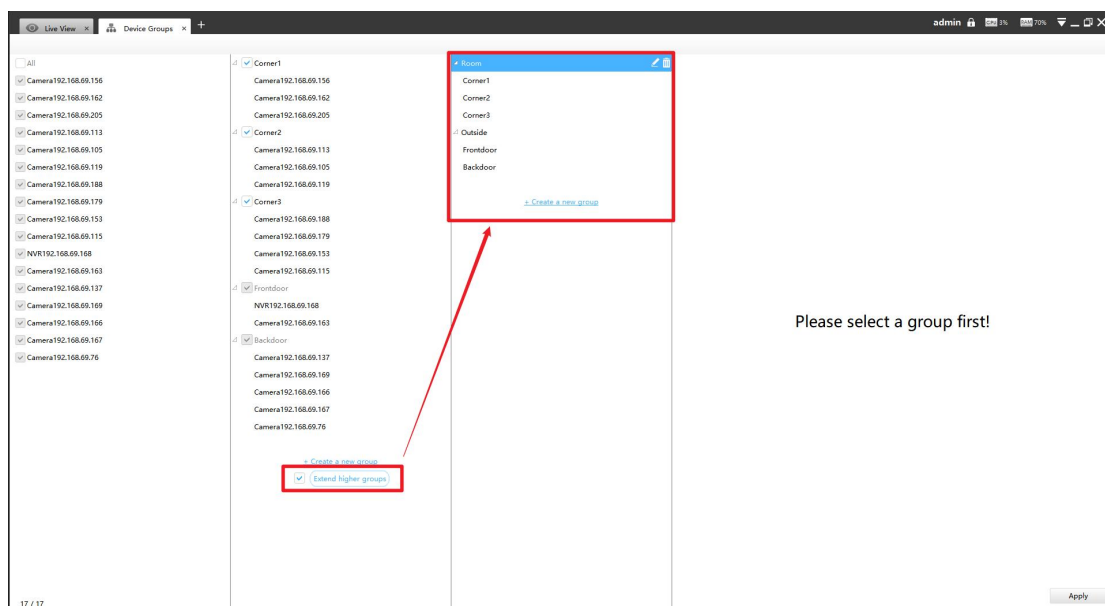 Live View × Device Groups × +
admin CPU 3% RAM 70%
All
Camera192.168.69.156
Camera192.168.69.162
Camera192.168.69.205
Camera192.168.69.113
Camera192.168.69.105
Camera192.168.69.119
Camera192.168.69.188
Camera192.168.69.179
Camera192.168.69.153
Camera192.168.69.115
NVR192.168.69.168
Camera192.168.69.163
Camera192.168.69.137
Camera192.168.69.169
Camera192.168.69.166
Camera192.168.69.167
Camera192.168.69.76
17 / 17
Corner1
Camera192.168.69.156
Camera192.168.69.162
Camera192.168.69.205
Corner2
Camera192.168.69.113
Camera192.168.69.105
Camera192.168.69.119
Corner3
Camera192.168.69.188
Camera192.168.69.179
Camera192.168.69.153
Camera192.168.69.115
Frontdoor
NVR192.168.69.168
Camera192.168.69.163
Backdoor
Camera192.168.69.137
Camera192.168.69.169
Camera192.168.69.166
Camera192.168.69.167
Camera192.168.69.76
+ Create a new group
Extend higher groups
Room
Corner1
Corner2
Corner3
Outside
Frontdoor
Backdoor
+ Create a new group
Please select a group first!
Apply